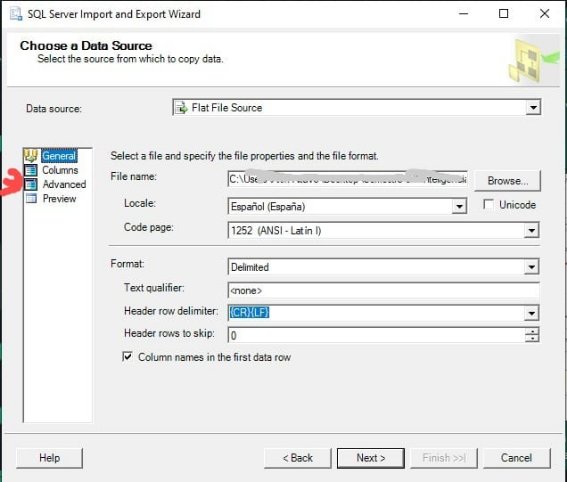 SQL Server Import and Export Wizard
Choose a Data Source
Select the source from which to copy data.
Data source: Flat File Source
General
Columns
Advanced
Preview
Select a file and specify the file properties and the file format.
File name: C:\ Browse...
Locale: Español (España) Unicode
Code page: 1252 (ANSI - Latin I)
Format: Delimited
Text qualifier: <none>
Header row delimiter: {CR}{LF}
Header rows to skip: 0
Column names in the first data row
Help < Back Next > Finish >>| Cancel